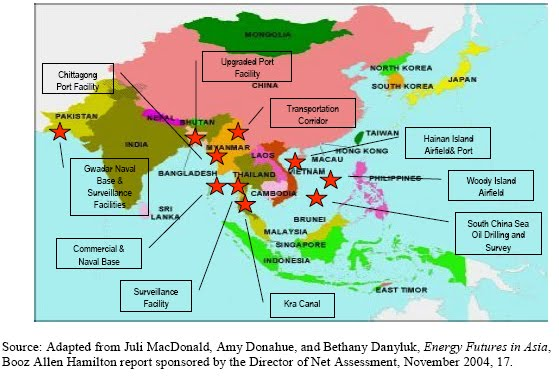 MONGOLIA
Upgraded Port
Facility
Chittagong
Port Facility
CHINA
NORTH KOREA
JAPAN
SOUTH KOREA
Transportation
Corridor
PAKISTAN
NEPAL
BHUTAN
TAIWAN
Hainan Island
Airfield& Port
INDIA
MYANMAR
LAOS
HONG KONG
MACAU
Gwadar Naval
Base &
Surveillance
Facilities
BANGLADESH
THAILAND
VIETNAM
PHILIPPINES
Woody Island
Airfield
CAMBODIA
SRI
LANKA
BRUNEI
South China Sea
Oil Drilling and
Survey
Commercial &
Naval Base
MALAYSIA
SINGAPORE
INDONESIA
Surveillance
Facility
Kra Canal
EAST TIMOR
Source: Adapted from Juli MacDonald, Amy Donahue, and Bethany Danyluk, Energy Futures in Asia,
Booz Allen Hamilton report sponsored by the Director of Net Assessment, November 2004, 17.